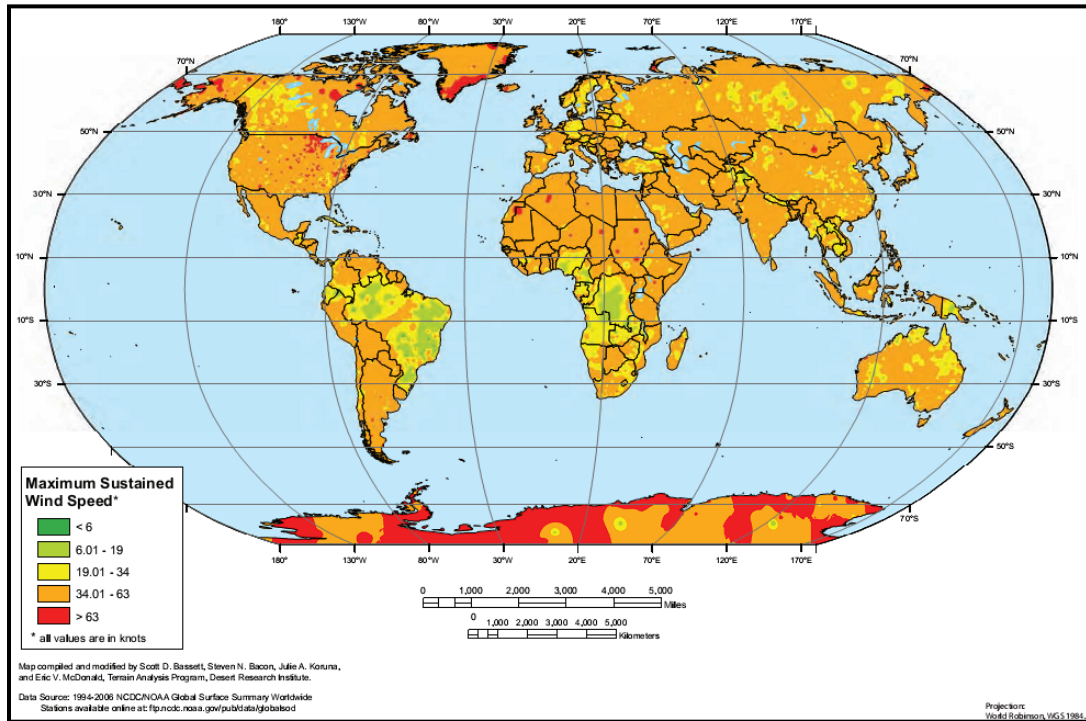 180° 130°W 80°W 20°E 70°E 120°E 170°E
70°N 70°N
50°N 50°N
30°N 30°N
10°N 10°N
10°S 10°S
30°S 30°S
50°S
70°S
180° 130°W 80°W 30°W 20°E 70°E 120°E 180°
Maximum Sustained
Wind Speed*
< 6
6.01 - 19
19.01 - 34
34.01 - 63
> 63
* all values are in knots
0 1,000 2,000 3,000 4,000 5,000
Miles
0 1,000 2,000 3,000 4,000 5,000
Kilometers
Map compiled and modified by Scott D. Bassett, Steven N. Bacon, Julie A. Koruna,
and Eric V. McDonald, Terrain Analysis Program, Desert Research Institute.
Data Source: 1994-2006 NCDC/NOAA Global Surface Summary Worldwide
Stations available online at: ftp.ncdc.noaa.gov/pub/data/globalsod
Projection:
World Robinson, WGS 1984